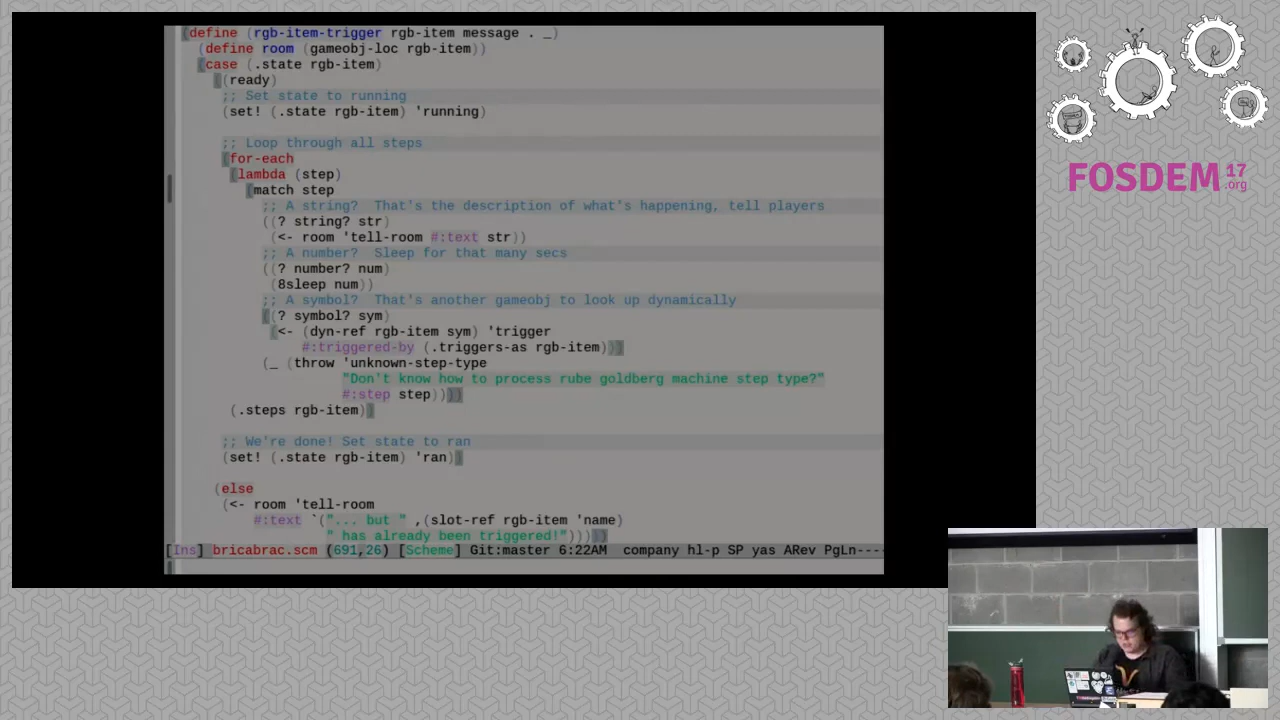 (define (rgb-item-trigger rgb-item message . _)
(define room (gameobj-loc rgb-item))
(case (.state rgb-item)
((ready)
;; Set state to running
(set! (.state rgb-item) 'running)
;; Loop through all steps
(for-each
(lambda (step)
(match step
;; A string?  That's the description of what's happening, tell players
((? string? str)
(<- room 'tell-room #:text str))
;; A number?  Sleep for that many secs
((? number? num)
(8sleep num))
;; A symbol?  That's another gameobj to look up dynamically
((? symbol? sym)
(<- (dyn-ref rgb-item sym) 'trigger
#:triggered-by (.triggers-as rgb-item)))
(_ (throw 'unknown-step-type
"Don't know how to process rube goldberg machine step type?"
#:step step))))
(.steps rgb-item))
;; We're done! Set state to ran
(set! (.state rgb-item) 'ran))
(else
(<- room 'tell-room
#:text `("... but " ,(slot-ref rgb-item 'name)
" has already been triggered!")))))
[Ins] bricabrac.scm (691,26) [Scheme] Git:master 6:22AM  company hl-p SP yas ARev PgLn----
FOSDEM 17
.org